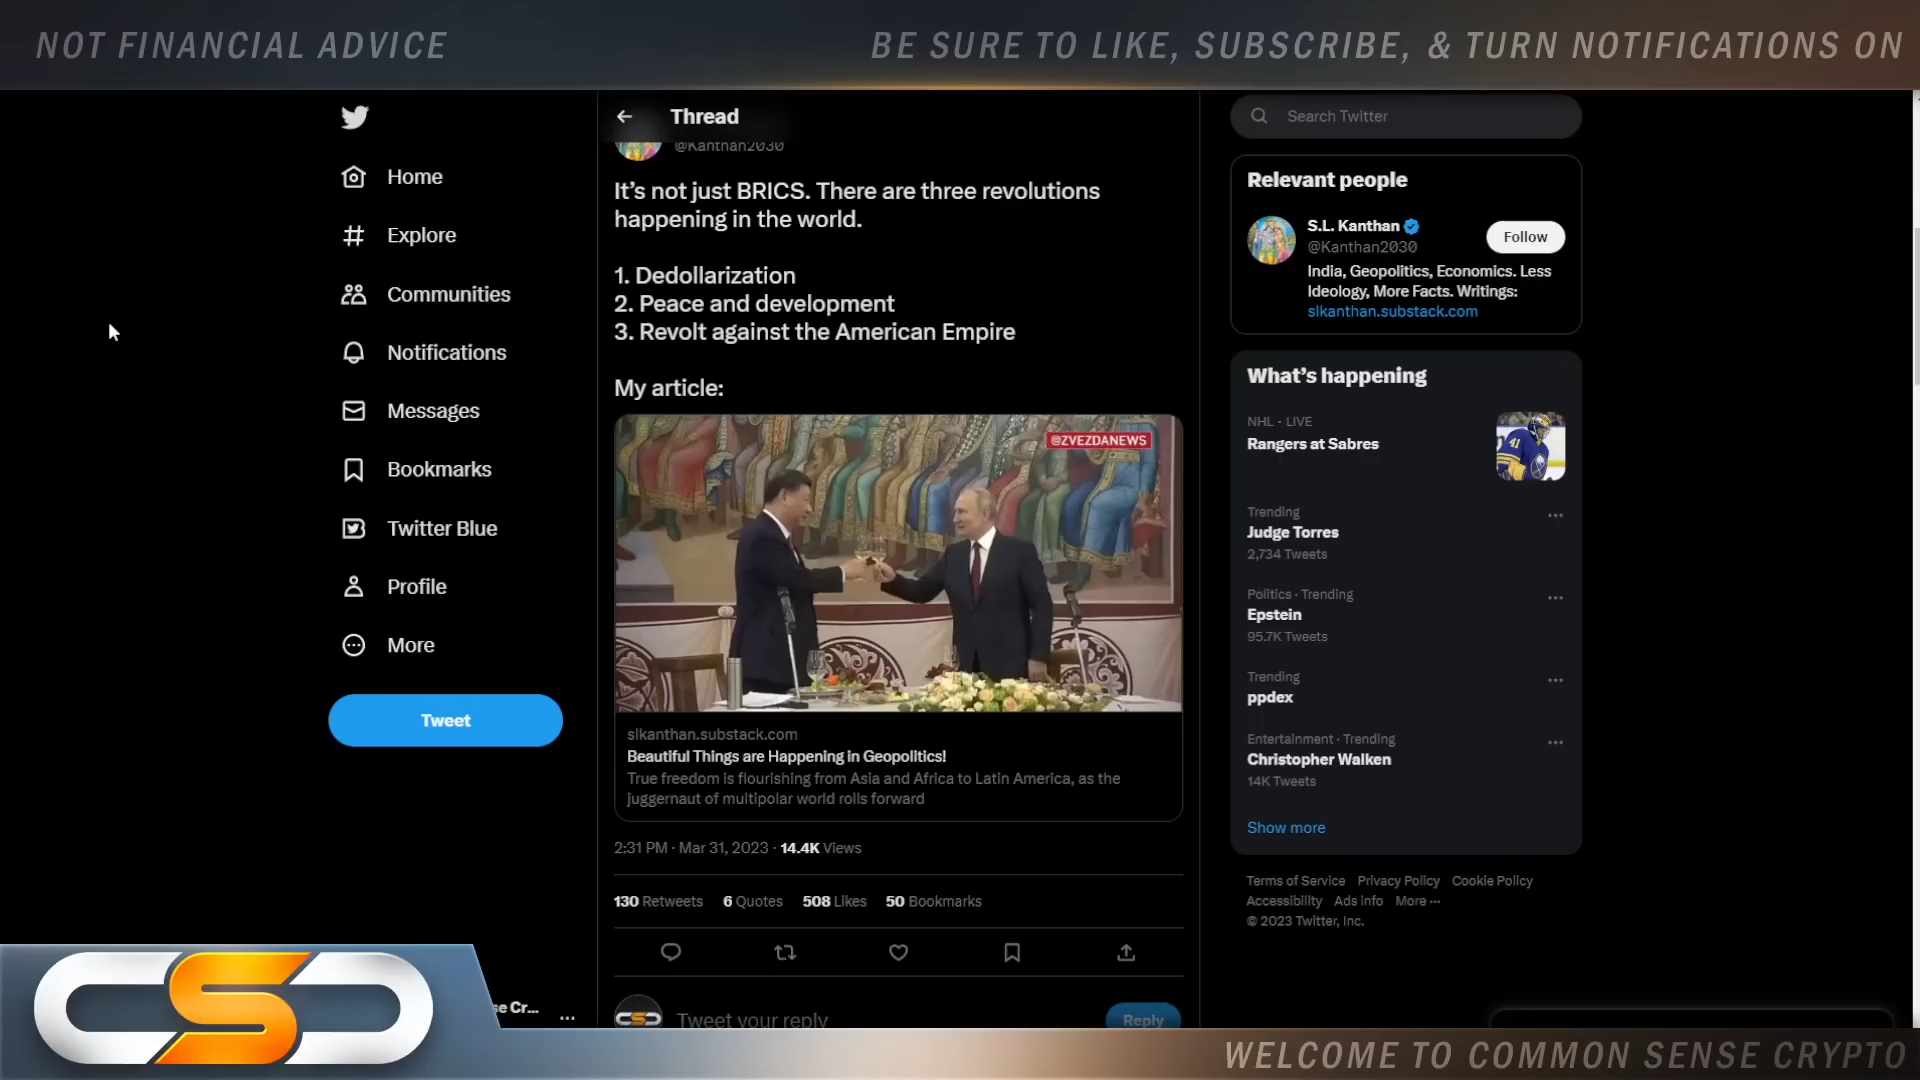 NOT FINANCIAL ADVICE
BE SURE TO LIKE, SUBSCRIBE, & TURN NOTIFICATIONS ON
Home
Explore
Communities
Notifications
Messages
Bookmarks
Twitter Blue
Profile
More
Tweet
se Cr...
Thread
@Kanthan2030
It's not just BRICS. There are three revolutions
happening in the world.
1. Dedollarization
2. Peace and development
3. Revolt against the American Empire
My article:
@ZVEZDANEWS
slkanthan.substack.com
Beautiful Things are Happening in Geopolitics!
True freedom is flourishing from Asia and Africa to Latin America, as the
juggernaut of multipolar world rolls forward
2:31 PM · Mar 31, 2023 · 14.4K Views
130 Retweets 6 Quotes 508 Likes 50 Bookmarks
Tweet your reply
Reply
Search Twitter
Relevant people
S.L. Kanthan
@Kanthan2030
Follow
India, Geopolitics, Economics. Less
Ideology, More Facts. Writings:
slkanthan.substack.com
What's happening
NHL · LIVE
Rangers at Sabres
41
Trending
Judge Torres
2,734 Tweets
Politics · Trending
Epstein
95.7K Tweets
Trending
ppdex
Entertainment · Trending
Christopher Walken
14K Tweets
Show more
Terms of Service Privacy Policy Cookie Policy
Accessibility Ads info More ···
© 2023 Twitter, Inc.
CSC
WELCOME TO COMMON SENSE CRYPTO